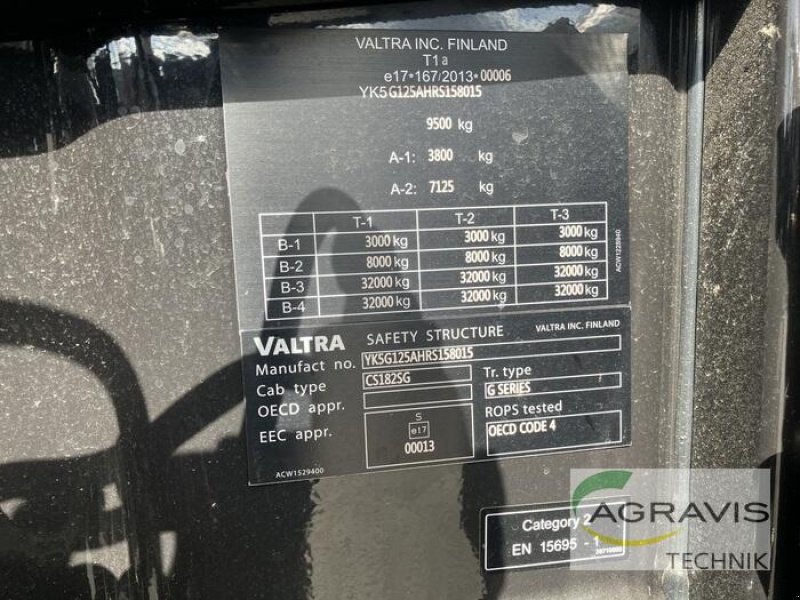 VALTRA INC. FINLAND
T1a
e17*167/2013*00006
YK5G125AHRS158015
9500 kg
A-1: 3800 kg
A-2: 7125 kg
T-1 T-2 T-3
B-1 3000 kg 3000 kg 3000 kg
B-2 8000 kg 8000 kg 8000 kg
B-3 32000 kg 32000 kg 32000 kg
B-4 32000 kg 32000 kg 32000 kg
ACW1228940
VALTRA SAFETY STRUCTURE VALTRA INC. FINLAND
Manufact no. YK5G125AHRS158015
Cab type CS182SG Tr. type
OECD appr. G SERIES
EEC appr. S ROPS tested
e17 OECD CODE 4
00013
ACW1529400
Category 2
EN 15695 - 1
AGRAVIS
TECHNIK